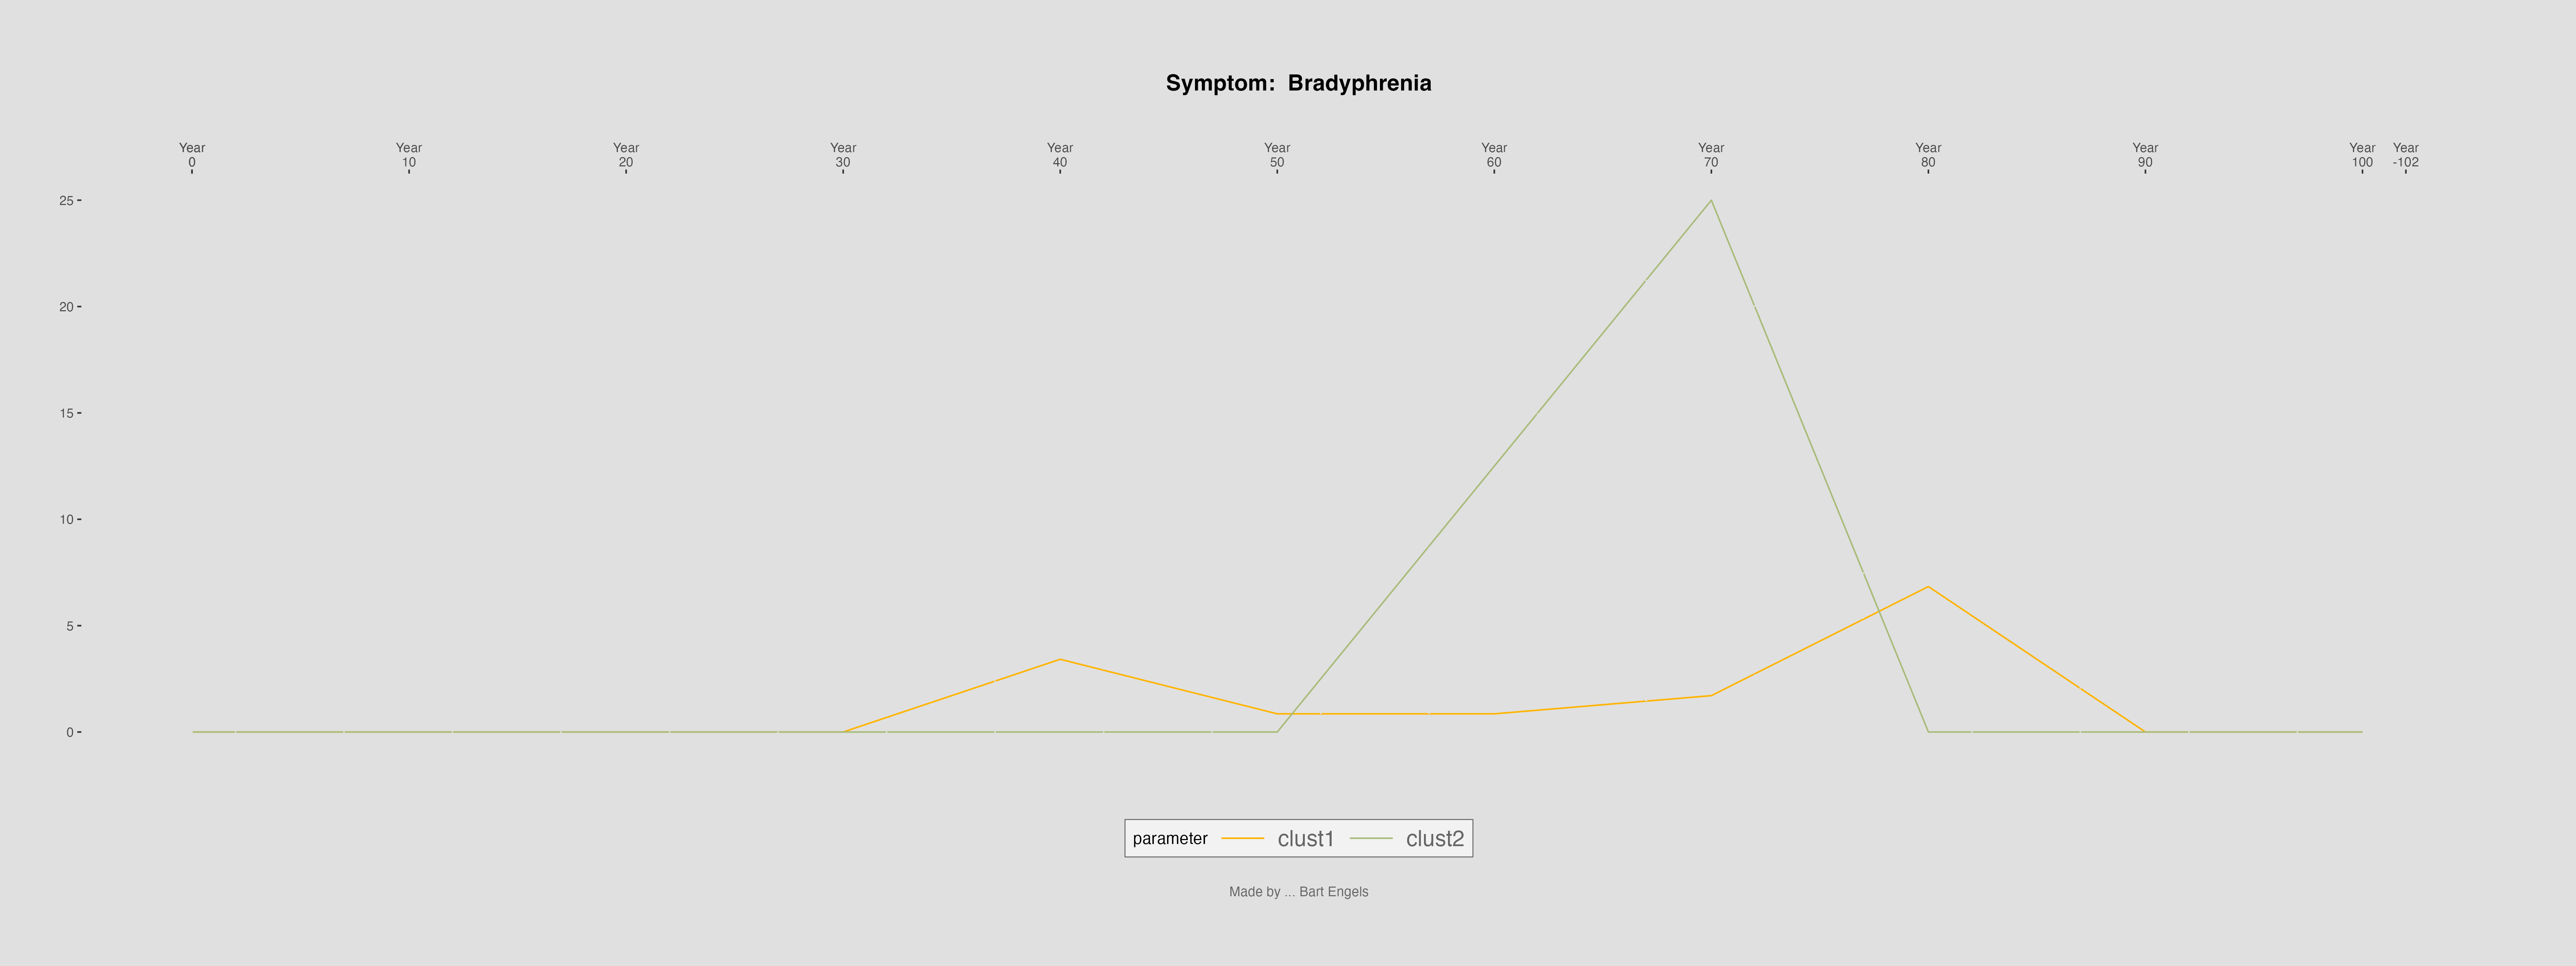 Symptom:  Bradyphrenia
Year Year Year Year Year Year Year Year Year Year Year Year
0 10 20 30 40 50 60 70 80 90 100 -102
25
20
15
10
5
0
parameter clust1 clust2
Made by ... Bart Engels